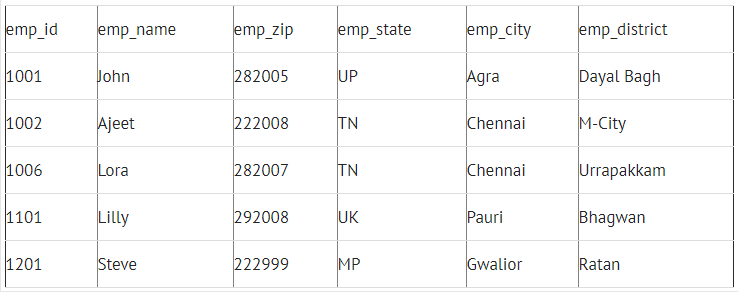 emp_id emp_name emp_zip emp_state emp_city emp_district
1001 John 282005 UP Agra Dayal Bagh
1002 Ajeet 222008 TN Chennai M-City
1006 Lora 282007 TN Chennai Urrapakkam
1101 Lilly 292008 UK Pauri Bhagwan
1201 Steve 222999 MP Gwalior Ratan